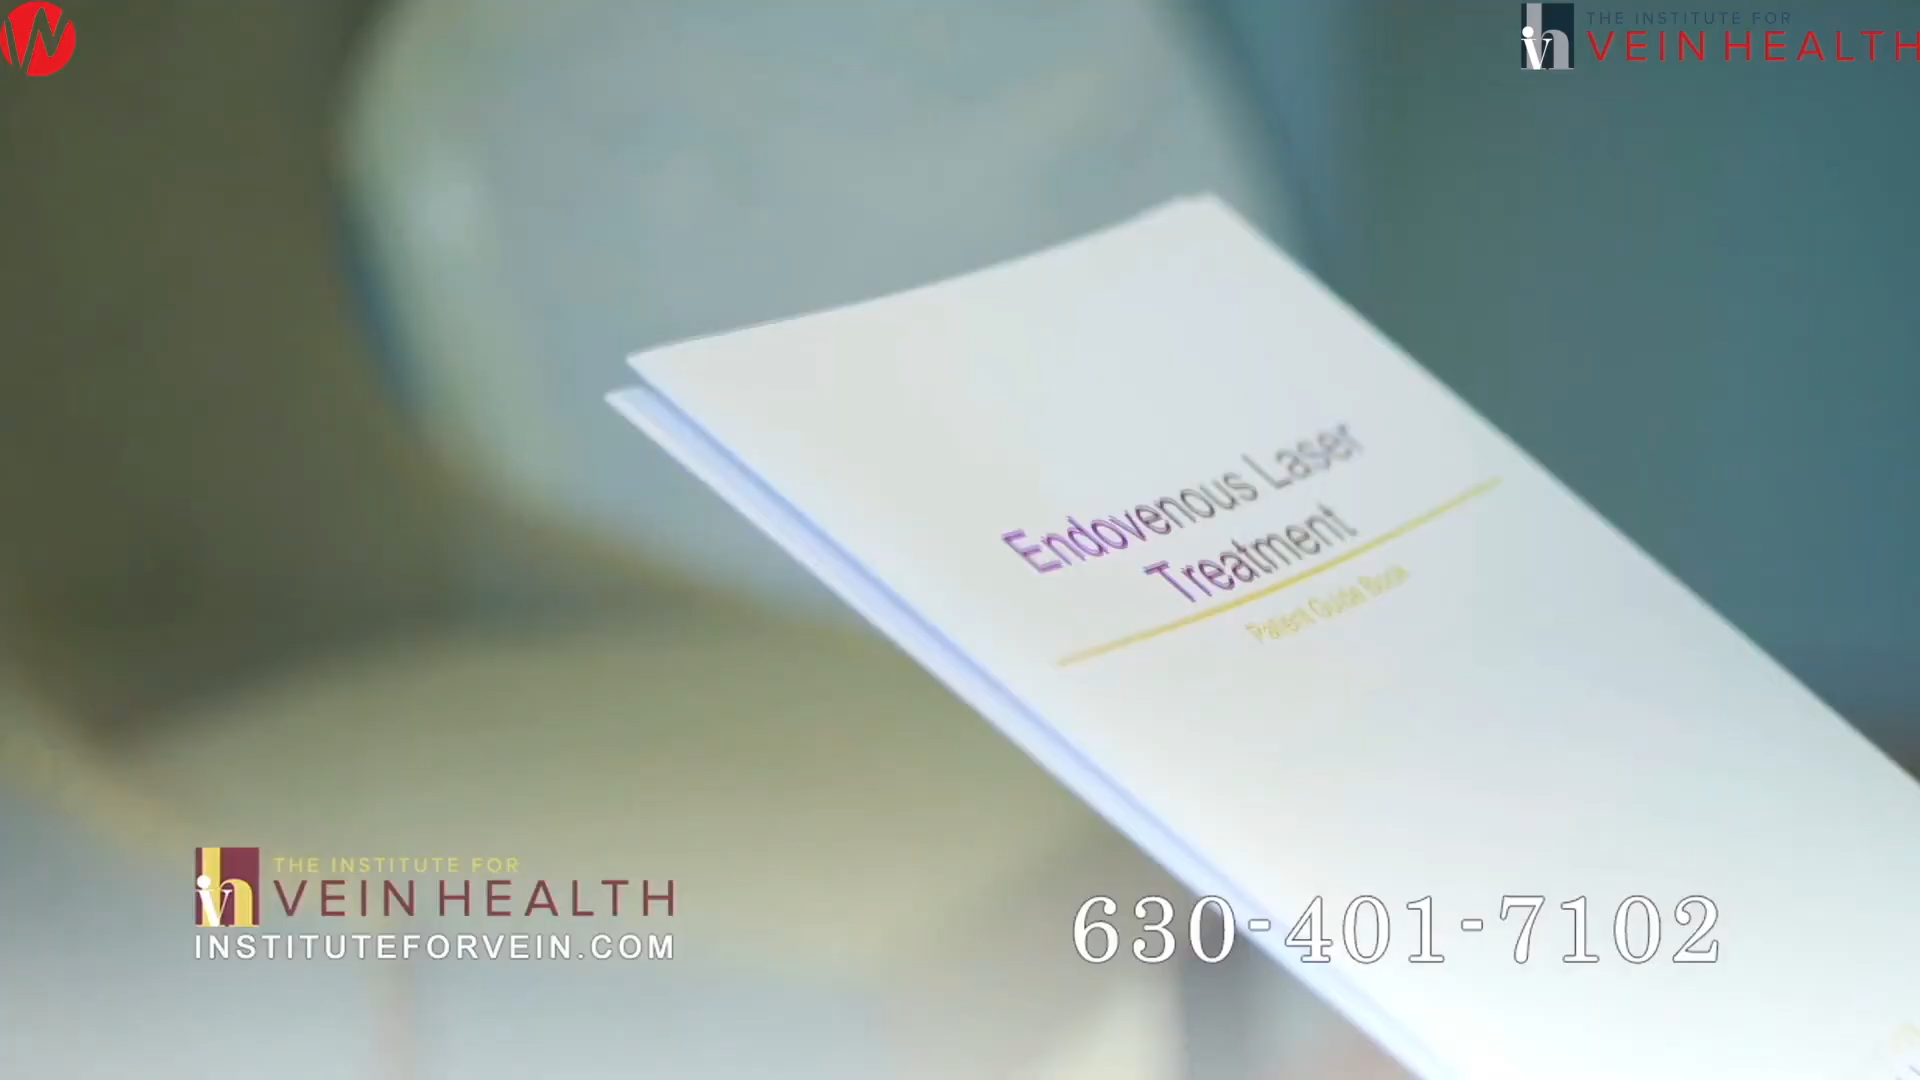 THE INSTITUTE FOR
VEIN HEALTH
Endovenous Laser
Treatment
Patient Guide Book
THE INSTITUTE FOR
VEIN HEALTH
INSTITUTEFORVEIN.COM
630-401-7102